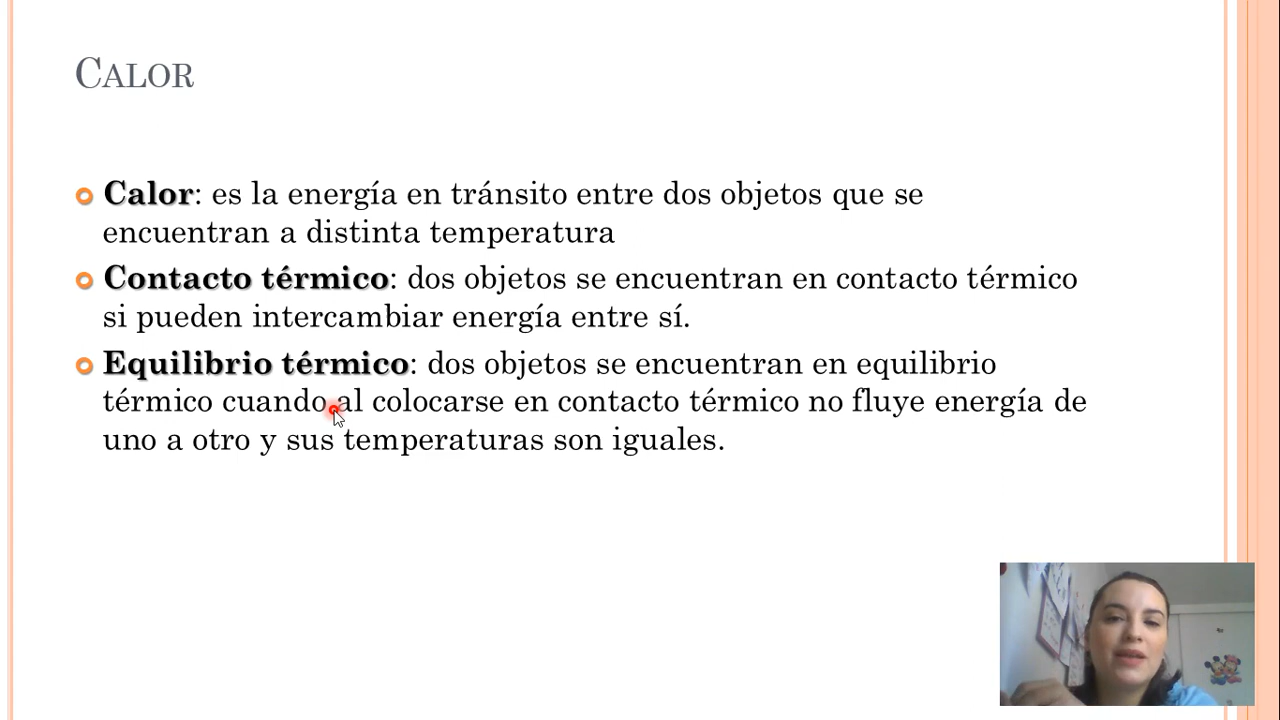 CALOR
Calor: es la energía en tránsito entre dos objetos que se
encuentran a distinta temperatura
Contacto térmico: dos objetos se encuentran en contacto térmico
si pueden intercambiar energía entre sí.
Equilibrio térmico: dos objetos se encuentran en equilibrio
térmico cuando al colocarse en contacto térmico no fluye energía de
uno a otro y sus temperaturas son iguales.